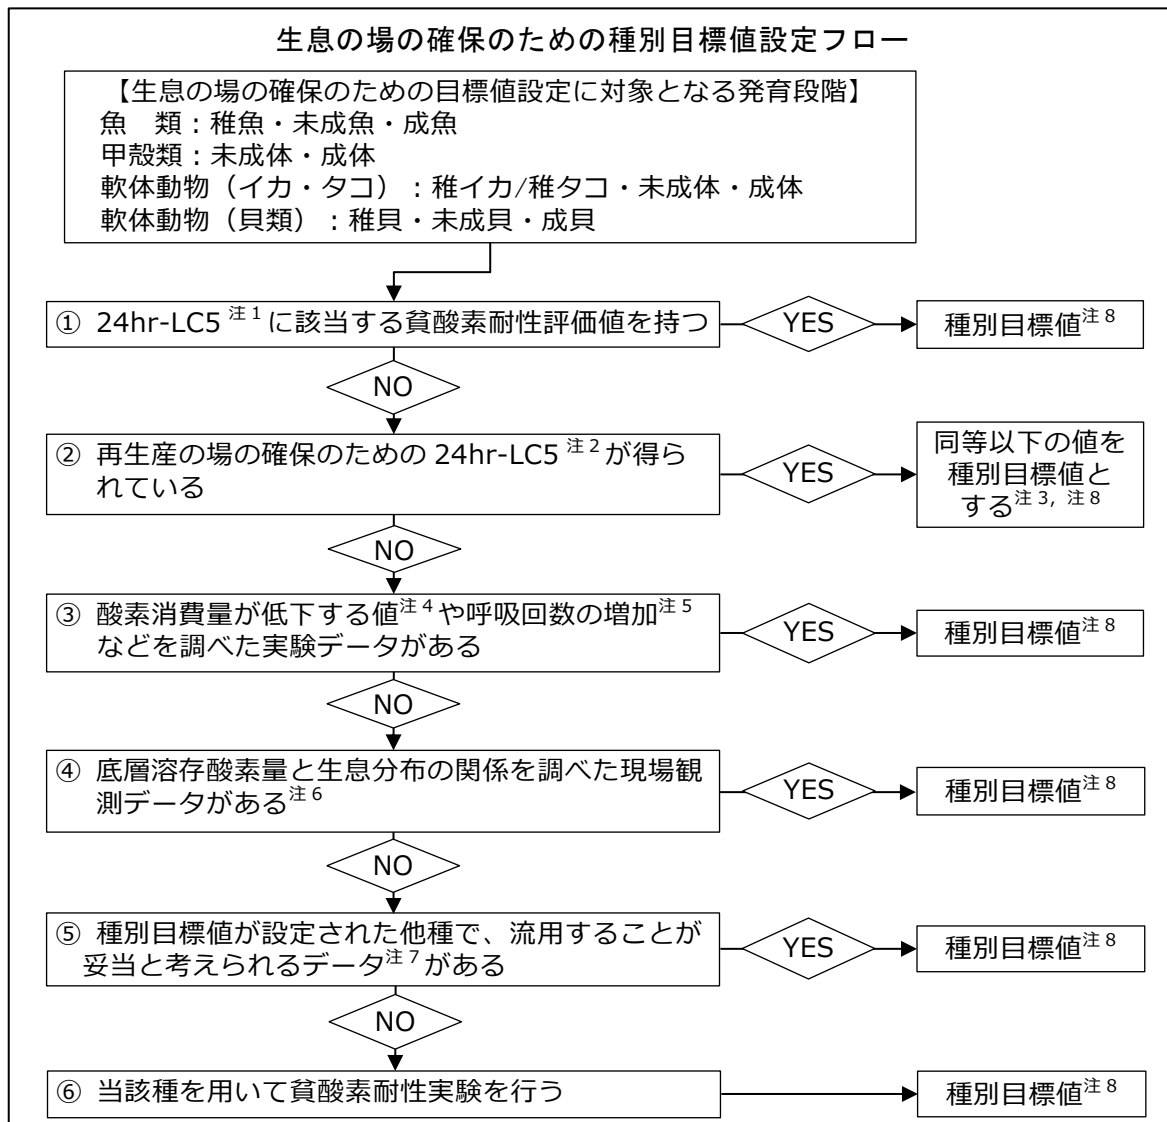 生息の場の確保のための種別目標値設定フロー
【生息の場の確保のための目標値設定に対象となる発育段階】
魚　類：稚魚・未成魚・成魚
甲殻類：未成体・成体
軟体動物（イカ・タコ）：稚イカ/稚タコ・未成体・成体
軟体動物（貝類）：稚貝・未成貝・成貝
① 24hr-LC5 注1 に該当する貧酸素耐性評価値を持つ
YES
種別目標値注8
NO
② 再生産の場の確保のための 24hr-LC5 注2 が得ら
れている
YES
同等以下の値を
種別目標値と
する注3, 注8
NO
③ 酸素消費量が低下する値注4や呼吸回数の増加注5
などを調べた実験データがある
YES
種別目標値注8
NO
④ 底層溶存酸素量と生息分布の関係を調べた現場観
測データがある注6
YES
種別目標値注8
NO
⑤ 種別目標値が設定された他種で、流用することが
妥当と考えられるデータ注7がある
YES
種別目標値注8
NO
⑥ 当該種を用いて貧酸素耐性実験を行う
種別目標値注8